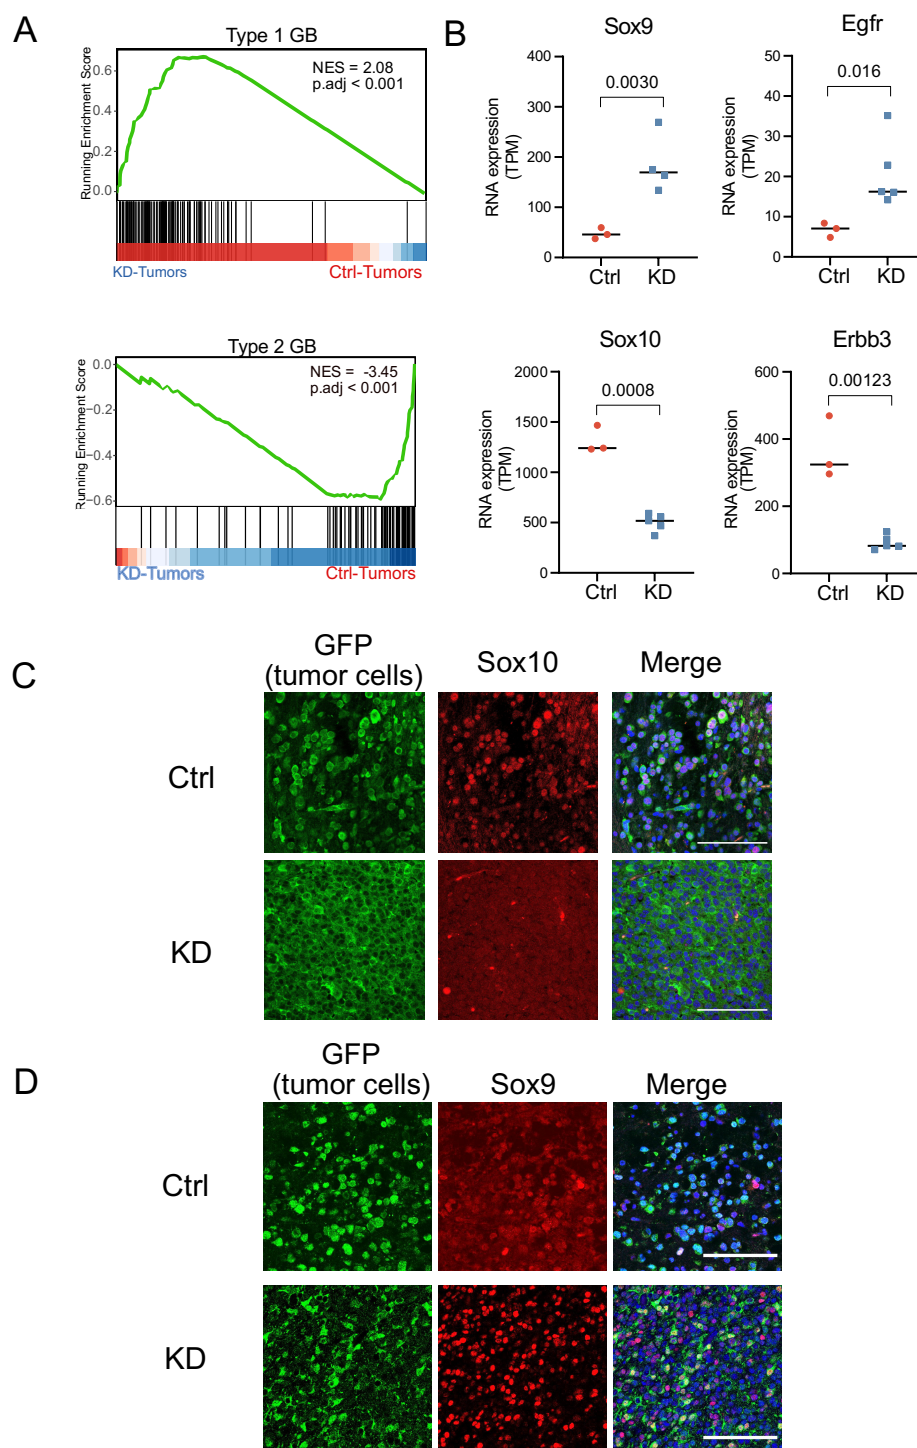 A
Type 1 GB
Running Enrichment Score
0.6
0.4
0.2
0.0
NES = 2.08
p.adj < 0.001
KD-Tumors
Ctrl-Tumors
Type 2 GB
Running Enrichment Score
0.0
−0.2
−0.4
−0.6
NES = -3.45
p.adj < 0.001
KD-Tumors
Ctrl-Tumors
B
Sox9
RNA expression
(TPM)
400
300
200
100
0
0.0030
Ctrl
KD
Egfr
RNA expression
(TPM)
50
40
30
20
10
0
0.016
Ctrl
KD
Sox10
RNA expression
(TPM)
2000
1500
1000
500
0
0.0008
Ctrl
KD
Erbb3
RNA expression
(TPM)
600
400
200
0
0.00123
Ctrl
KD
C
GFP
(tumor cells)
Sox10
Merge
Ctrl
KD
D
GFP
(tumor cells)
Sox9
Merge
Ctrl
KD